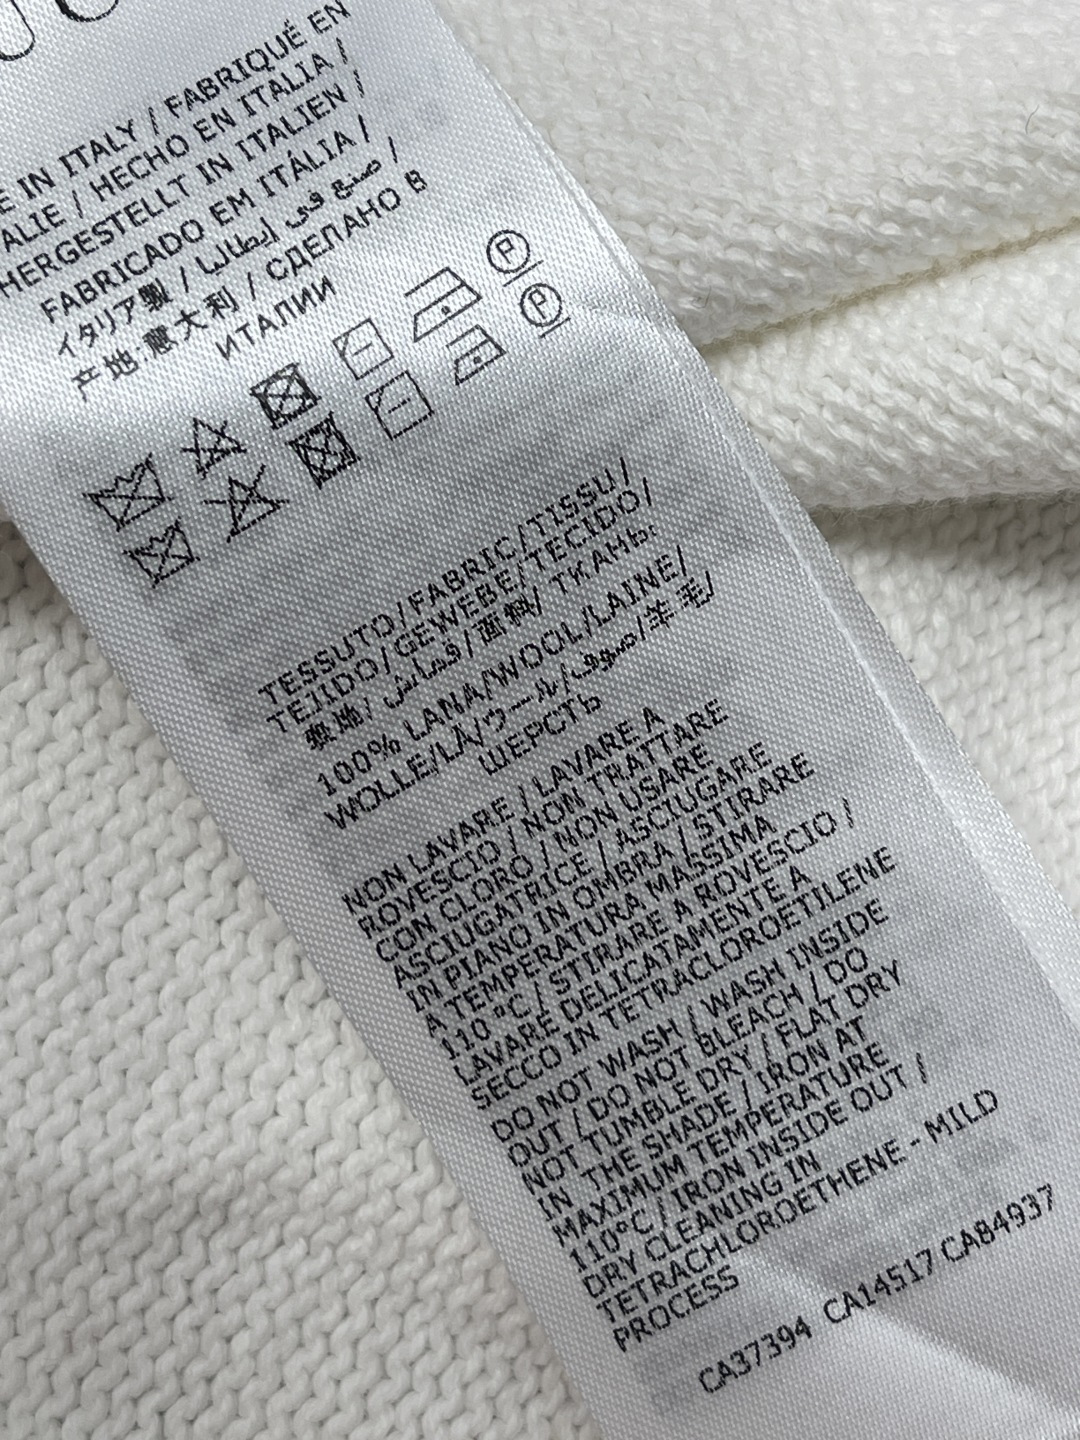 IN ITALY / FABRIQUÉ EN
ALIE / HECHO EN ITALIA /
HERGESTELLT IN ITALIEN /
FABRICADO EM ITÁLIA /
صنع في إيطاليا / СДЕЛАНО В
イタリア製 /
产地:意大利 /
ИТАЛИИ
P
P
TESSUTO/FABRIC/TISSU/
TEJIDO/GEWEBE/TECIDO/
表地/قماش/面料/ ТКАНЬ:
100% LANA/WOOL/LAINE/
WOLLE/LÃ/ウール/صوف/羊毛/
ШЕРСТЬ
NON LAVARE / LAVARE A
ROVESCIO / NON TRATTARE
CON CLORO / NON USARE
ASCIUGATRICE / ASCIUGARE
IN PIANO IN OMBRA / STIRARE
A TEMPERATURA MASSIMA
110 °C / STIRARE A ROVESCIO /
LAVARE DELICATAMENTE A
SECCO IN TETRACLOROETILENE
DO NOT WASH / WASH INSIDE
OUT / DO NOT BLEACH / DO
NOT TUMBLE DRY / FLAT DRY
IN THE SHADE / IRON AT
MAXIMUM TEMPERATURE
110°C / IRON INSIDE OUT /
DRY CLEANING IN
TETRACHLOROETHENE - MILD
PROCESS
CA37394 CA14517 CA84937